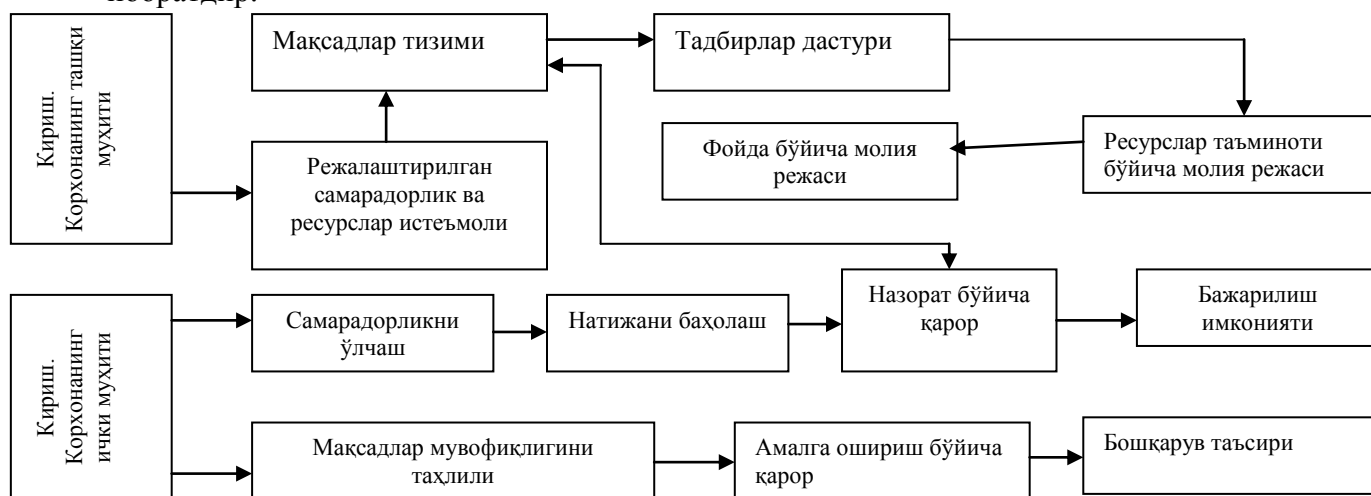 иборатдир.
Кириш.
Корхонанинг ташқи
муҳити
Мақсадлар тизими
Тадбирлар дастури
Режалаштирилган
самарадорлик ва
ресурслар истеъмоли
Фойда бўйича молия
режаси
Ресурслар таъминоти
бўйича молия режаси
Кириш.
Корхонанинг
ички муҳити
Самарадорликни
ўлчаш
Натижани баҳолаш
Назорат бўйича
қарор
Бажарилиш
имконияти
Мақсадлар мувофиқлигини
таҳлили
Амалга ошириш бўйича
қарор
Бошқарув таъсири